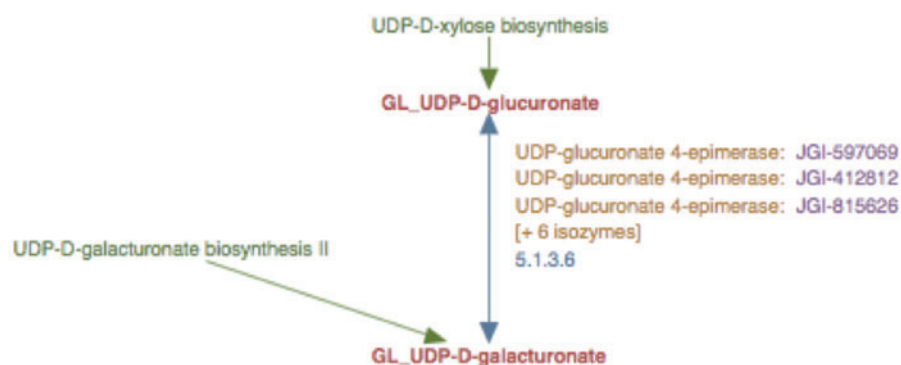 UDP-D-xylose biosynthesis
GL_UDP-D-glucuronate
UDP-glucuronate 4-epimerase: JGI-597069
UDP-glucuronate 4-epimerase: JGI-412812
UDP-glucuronate 4-epimerase: JGI-815626
[+ 6 isozymes]
UDP-D-galacturonate biosynthesis II
5.1.3.6
GL_UDP-D-galacturonate